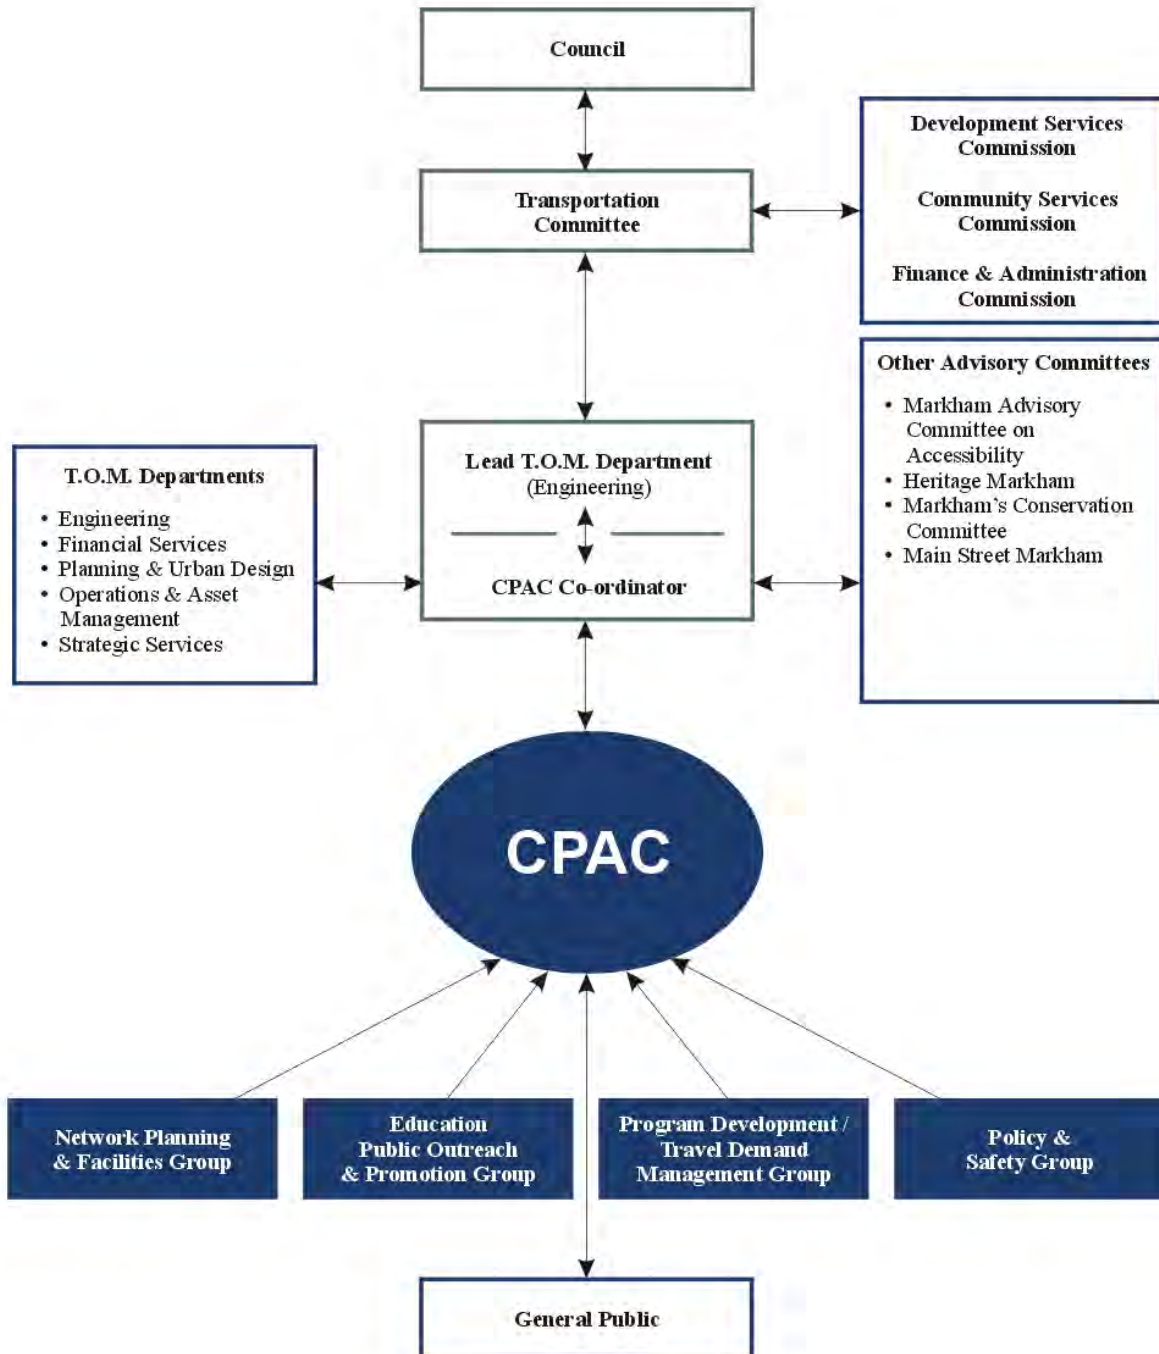 Council
Transportation
Committee
Development Services
Commission
Community Services
Commission
Finance & Administration
Commission
Other Advisory Committees
• Markham Advisory
Committee on
Accessibility
• Heritage Markham
• Markham's Conservation
Committee
• Main Street Markham
T.O.M. Departments
• Engineering
• Financial Services
• Planning & Urban Design
• Operations & Asset
Management
• Strategic Services
Lead T.O.M. Department
(Engineering)
CPAC Co-ordinator
CPAC
Network Planning
& Facilities Group
Education
Public Outreach
& Promotion Group
Program Development /
Travel Demand
Management Group
Policy &
Safety Group
General Public